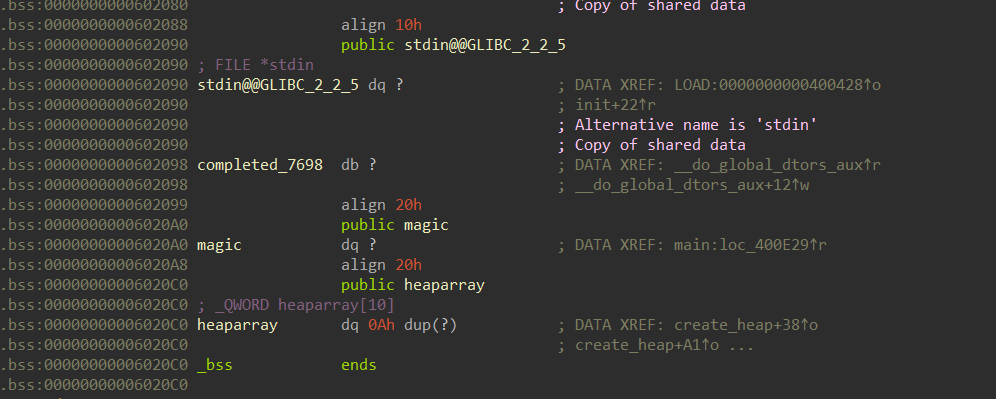 .bss:0000000000602080 ; Copy of shared data
.bss:0000000000602088 align 10h
.bss:0000000000602090 public stdin@@GLIBC_2_2_5
.bss:0000000000602090 ; FILE *stdin
.bss:0000000000602090 stdin@@GLIBC_2_2_5 dq ? ; DATA XREF: LOAD:0000000000400428↑o
.bss:0000000000602090 ; init+22↑r
.bss:0000000000602090 ; Alternative name is 'stdin'
.bss:0000000000602090 ; Copy of shared data
.bss:0000000000602098 completed_7698 db ? ; DATA XREF: __do_global_dtors_aux↑r
.bss:0000000000602098 ; __do_global_dtors_aux+12↑w
.bss:0000000000602099 align 20h
.bss:00000000006020A0 public magic
.bss:00000000006020A0 magic dq ? ; DATA XREF: main:loc_400E29↑r
.bss:00000000006020A8 align 20h
.bss:00000000006020C0 public heaparray
.bss:00000000006020C0 ; _QWORD heaparray[10]
.bss:00000000006020C0 heaparray dq 0Ah dup(?) ; DATA XREF: create_heap+38↑o
.bss:00000000006020C0 ; create_heap+A1↑o ...
.bss:00000000006020C0 _bss ends
.bss:00000000006020C0